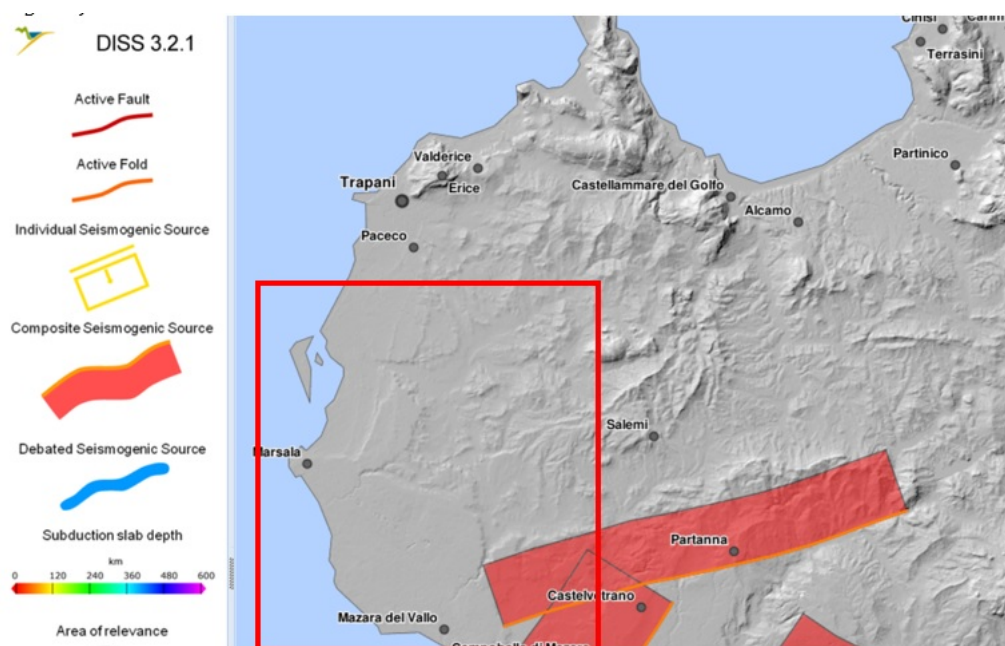 DISS 3.2.1
Active Fault
Active Fold
Individual Seismogenic Source
Composite Seismogenic Source
Debated Seismogenic Source
Subduction slab depth
km
0 120 240 360 480 600
Area of relevance
Cinisi
Terrasini
Partinico
Valderice
Erice
Trapani
Castellammare del Golfo
Alcamo
Paceco
Salemi
Marsala
Partanna
Castelvetrano
Mazara del Vallo